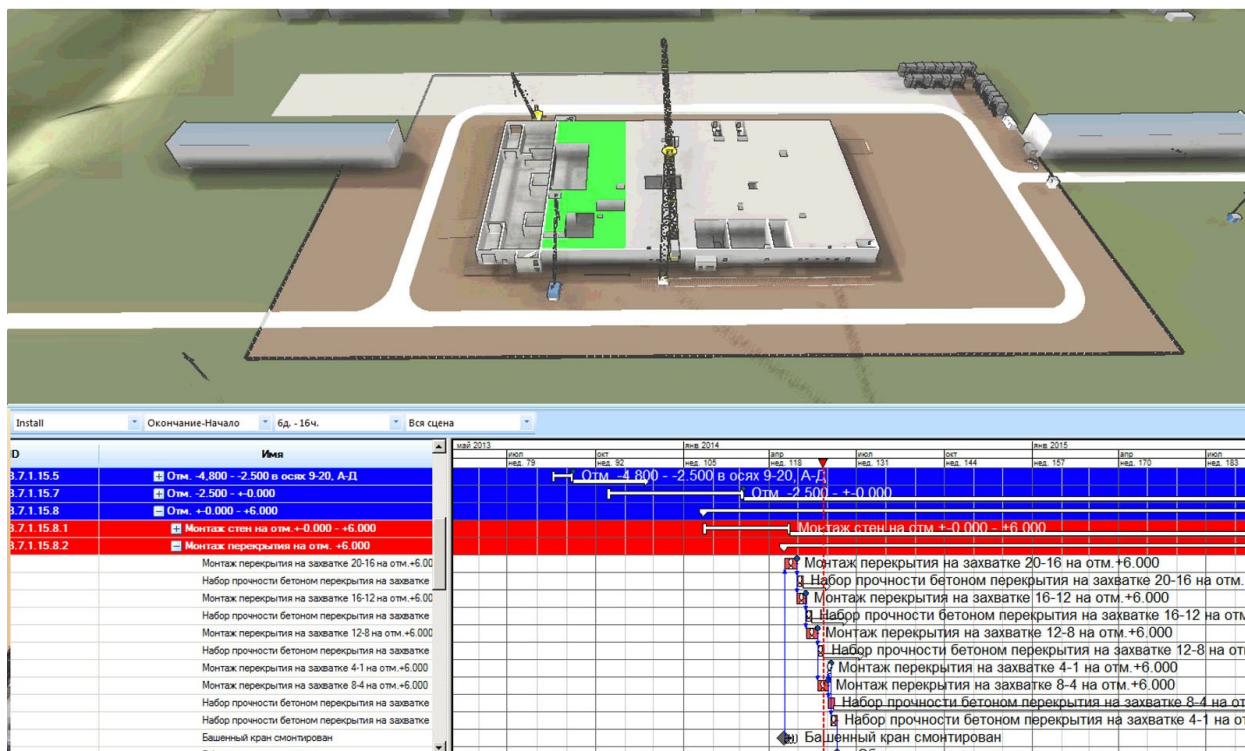 Install Окончание-Начало 6д. - 16ч. Вся сцена
май 2013 янв 2014 янв 2015
ID Имя июл окт апр июл окт апр июл
нед. 79 нед. 92 нед. 105 нед. 118 нед. 131 нед. 144 нед. 157 нед. 170 нед. 183
3.7.1.15.5 Отм. -4,800 - -2.500 в осях 9-20, А-Д Отм. -4,800 - -2.500 в осях 9-20, А-Д
3.7.1.15.7 Отм. -2.500 - +-0.000 Отм. -2.500 - +-0.000
3.7.1.15.8 Отм. +-0.000 - +6.000
3.7.1.15.8.1 Монтаж стен на отм.+-0.000 - +6.000 Монтаж стен на отм.+-0.000 - +6.000
3.7.1.15.8.2 Монтаж перекрытия на отм. +6.000
Монтаж перекрытия на захватке 20-16 на отм.+6.00 Монтаж перекрытия на захватке 20-16 на отм.+6.000
Набор прочности бетоном перекрытия на захватке Набор прочности бетоном перекрытия на захватке 20-16 на отм.
Монтаж перекрытия на захватке 16-12 на отм.+6.00 Монтаж перекрытия на захватке 16-12 на отм.+6.000
Набор прочности бетоном перекрытия на захватке Набор прочности бетоном перекрытия на захватке 16-12 на отм
Монтаж перекрытия на захватке 12-8 на отм.+6.000 Монтаж перекрытия на захватке 12-8 на отм.+6.000
Набор прочности бетоном перекрытия на захватке Набор прочности бетоном перекрытия на захватке 12-8 на от
Монтаж перекрытия на захватке 4-1 на отм.+6.000 Монтаж перекрытия на захватке 4-1 на отм.+6.000
Монтаж перекрытия на захватке 8-4 на отм.+6.000 Монтаж перекрытия на захватке 8-4 на отм.+6.000
Набор прочности бетоном перекрытия на захватке Набор прочности бетоном перекрытия на захватке 8-4 на от
Набор прочности бетоном перекрытия на захватке Набор прочности бетоном перекрытия на захватке 4-1 на от
Башенный кран смонтирован Башенный кран смонтирован